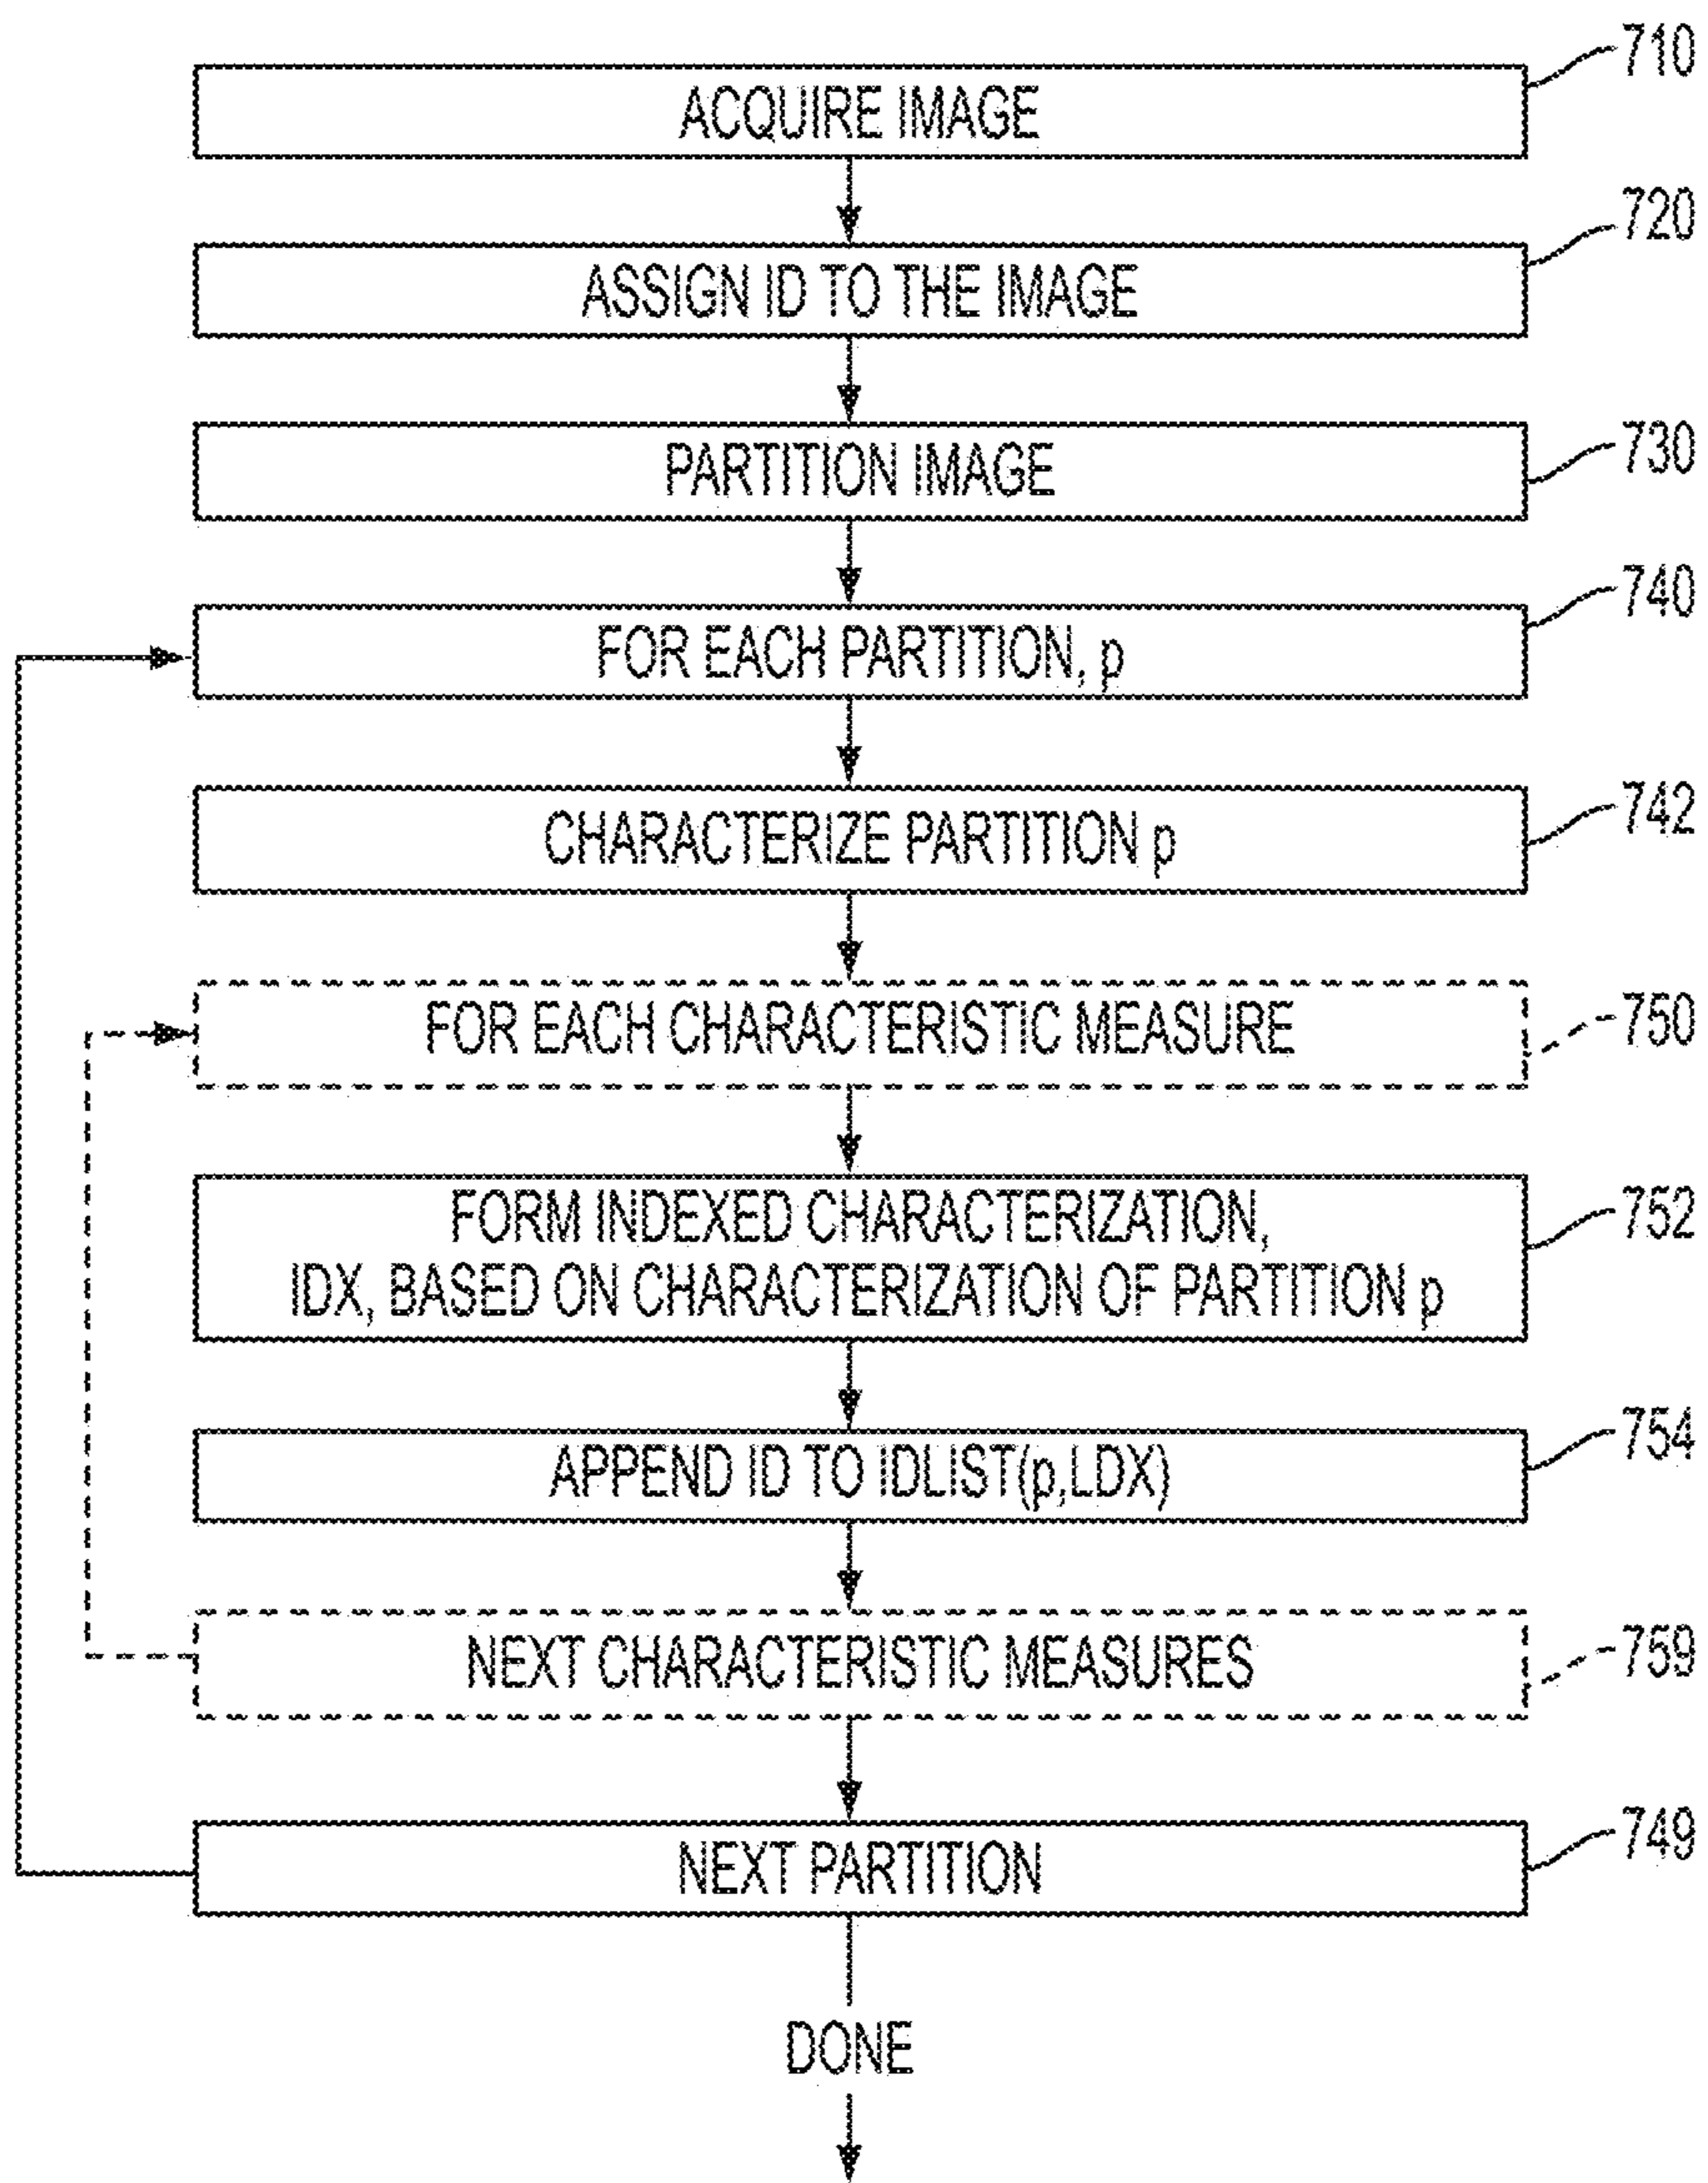 710
ACQUIRE IMAGE
720
ASSIGN ID TO THE IMAGE
730
PARTITION IMAGE
740
FOR EACH PARTITION, p
742
CHARACTERIZE PARTITION p
750
FOR EACH CHARACTERISTIC MEASURE
752
FORM INDEXED CHARACTERIZATION,
IDX, BASED ON CHARACTERIZATION OF PARTITION p
754
APPEND ID TO IDLIST(p,LDX)
759
NEXT CHARACTERISTIC MEASURES
749
NEXT PARTITION
DONE